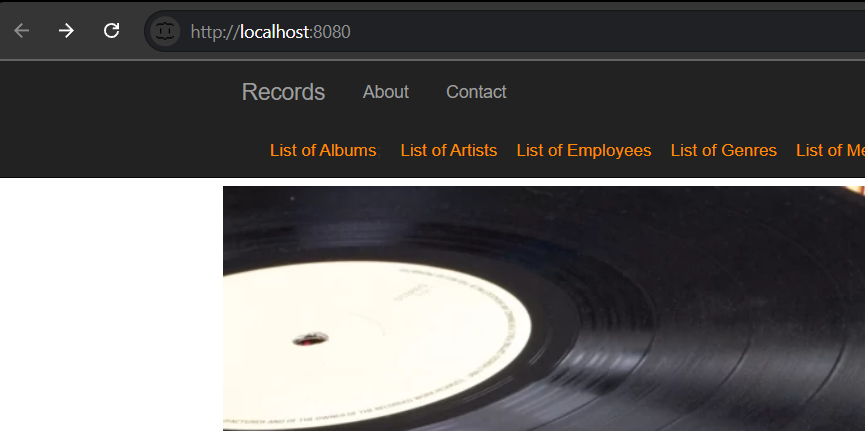 http://localhost:8080
Records About Contact
List of Albums List of Artists List of Employees List of Genres List of Me